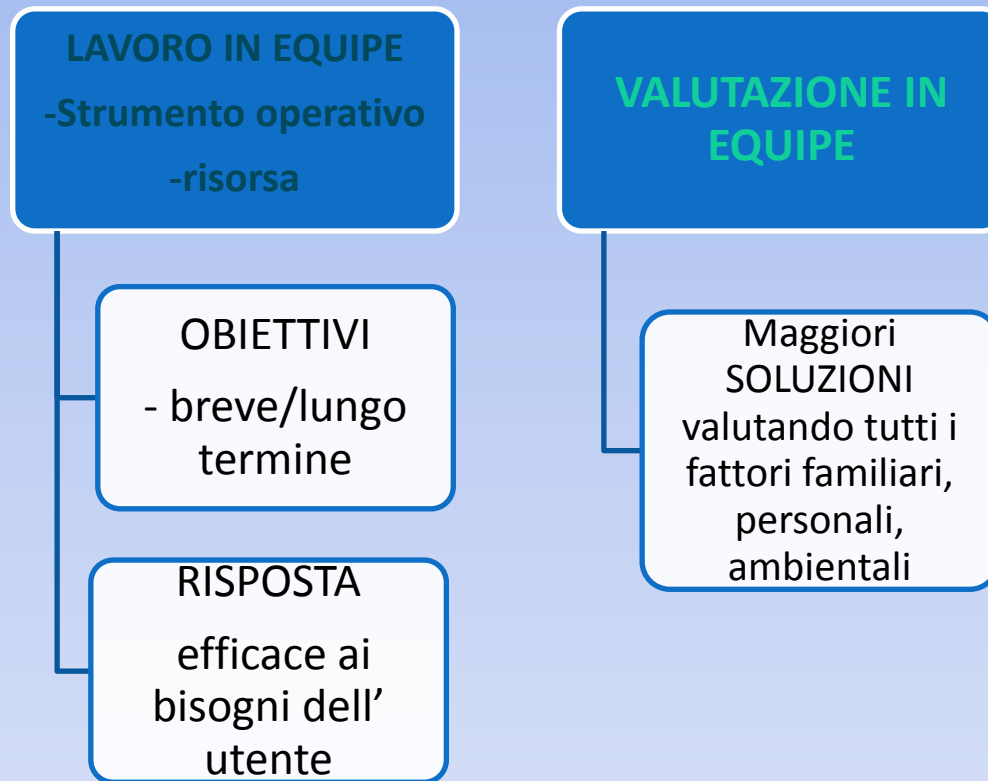 LAVORO IN EQUIPE
-Strumento operativo
-risorsa
OBIETTIVI
- breve/lungo
termine
RISPOSTA
efficace ai
bisogni dell’
utente
VALUTAZIONE IN
EQUIPE
Maggiori
SOLUZIONI
valutando tutti i
fattori familiari,
personali,
ambientali